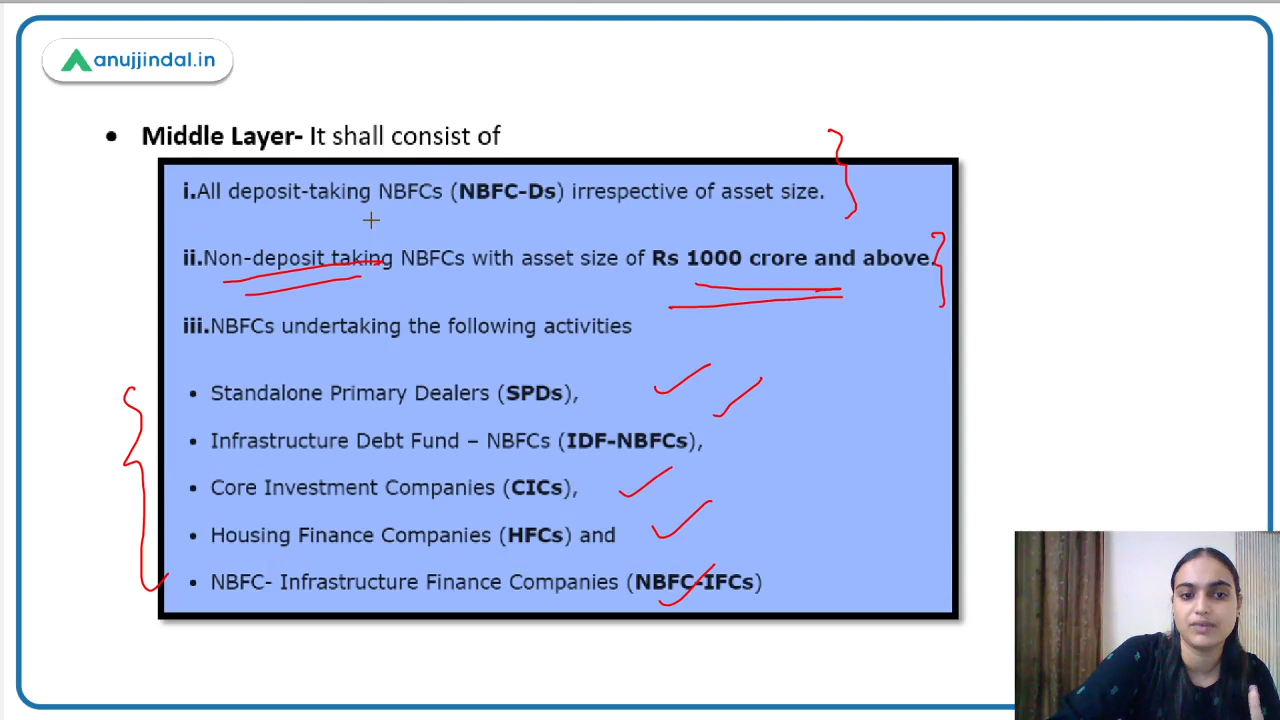 anujjindal.in
• Middle Layer- It shall consist of
i.All deposit-taking NBFCs (NBFC-Ds) irrespective of asset size.
ii.Non-deposit taking NBFCs with asset size of Rs 1000 crore and above.
iii.NBFCs undertaking the following activities
• Standalone Primary Dealers (SPDs),
• Infrastructure Debt Fund – NBFCs (IDF-NBFCs),
• Core Investment Companies (CICs),
• Housing Finance Companies (HFCs) and
• NBFC- Infrastructure Finance Companies (NBFC-IFCs)